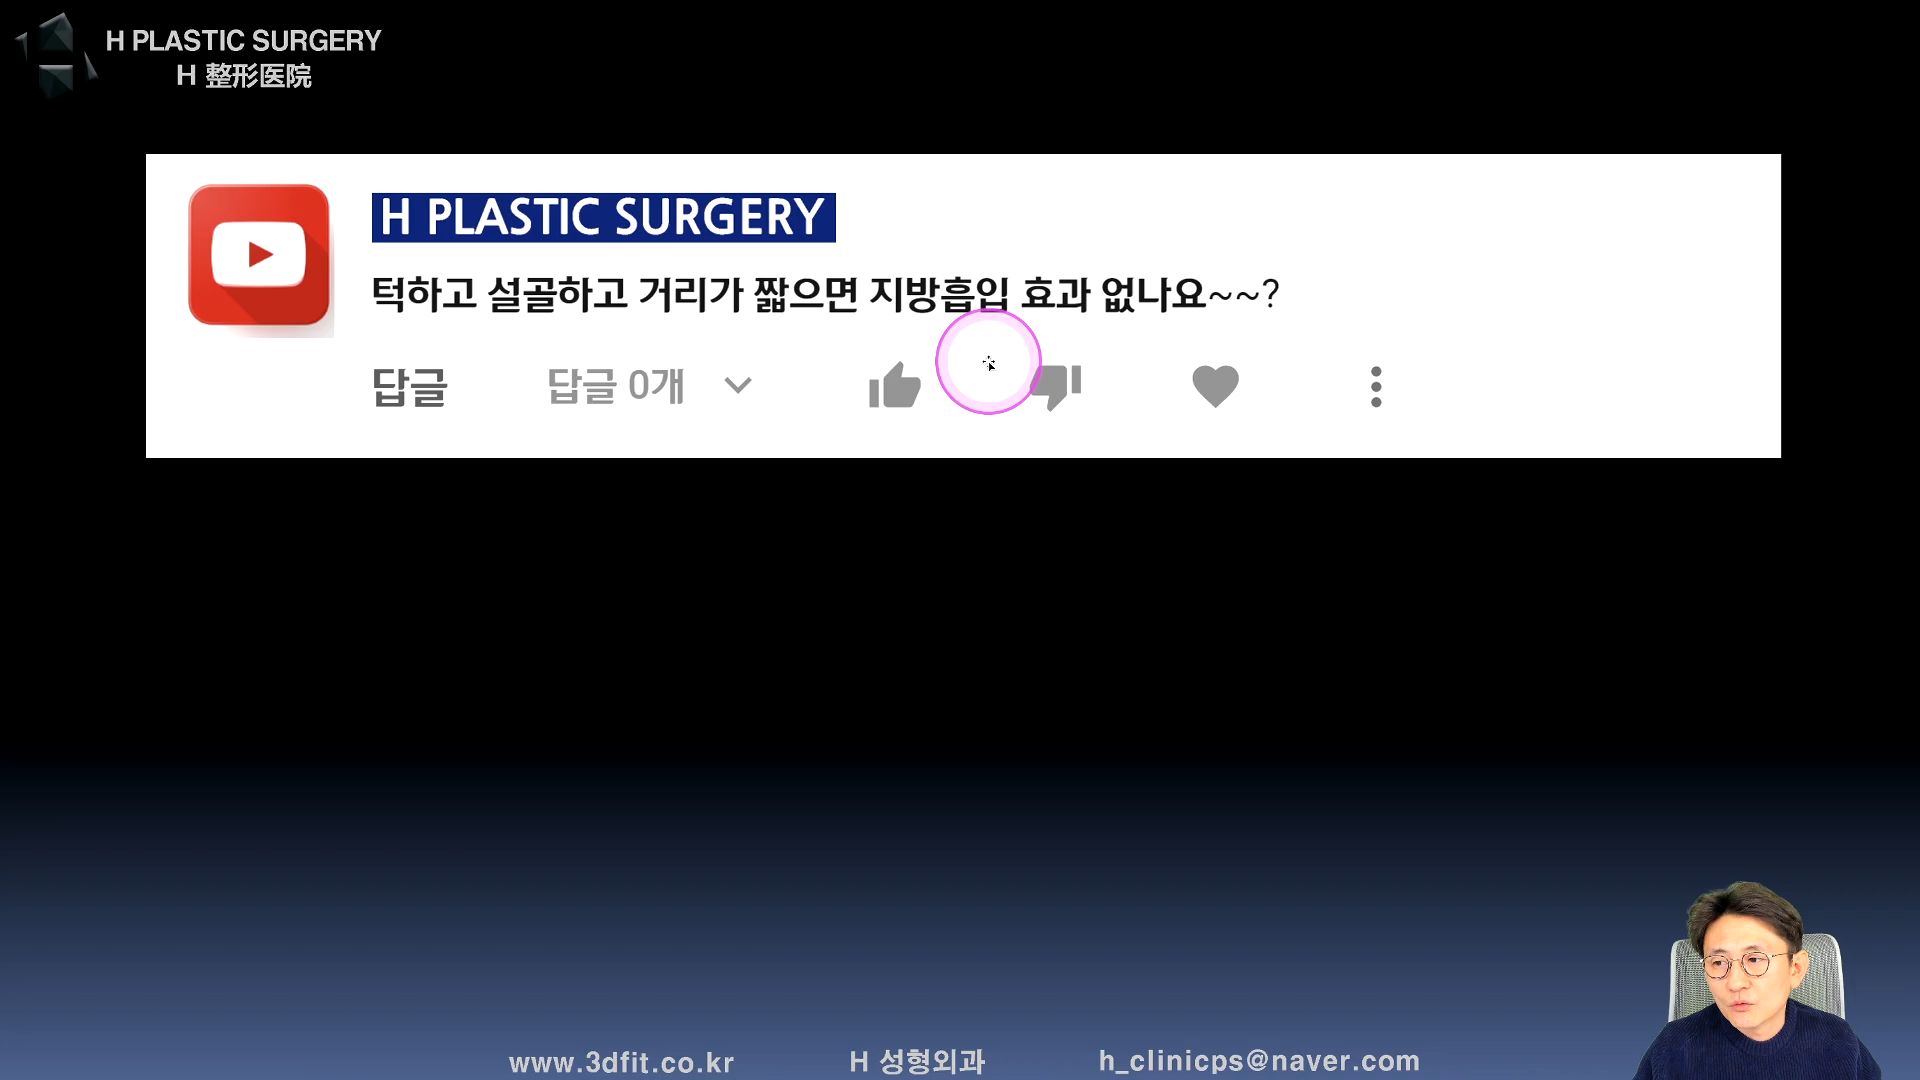 H PLASTIC SURGERY
H 整形医院
H PLASTIC SURGERY
턱하고 설골하고 거리가 짧으면 지방흡입 효과 없나요~~?
답글 답글 0개
www.3dfit.co.kr H 성형외과 h_clinicps@naver.com